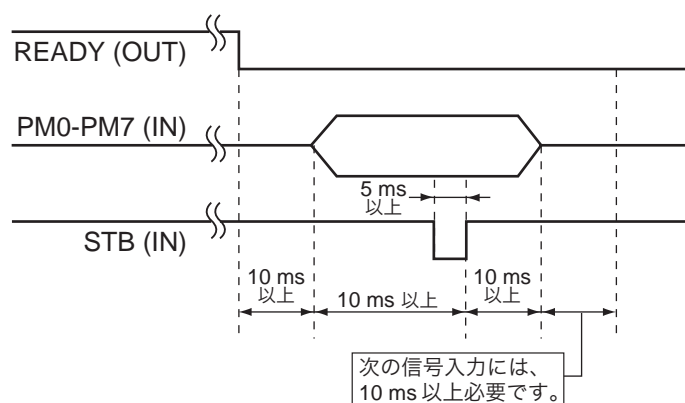 READY (OUT)
PM0-PM7 (IN)
5 ms
以上
STB (IN)
10 ms
以上
10 ms 以上
10 ms
以上
次の信号入力には、
10 ms 以上必要です。